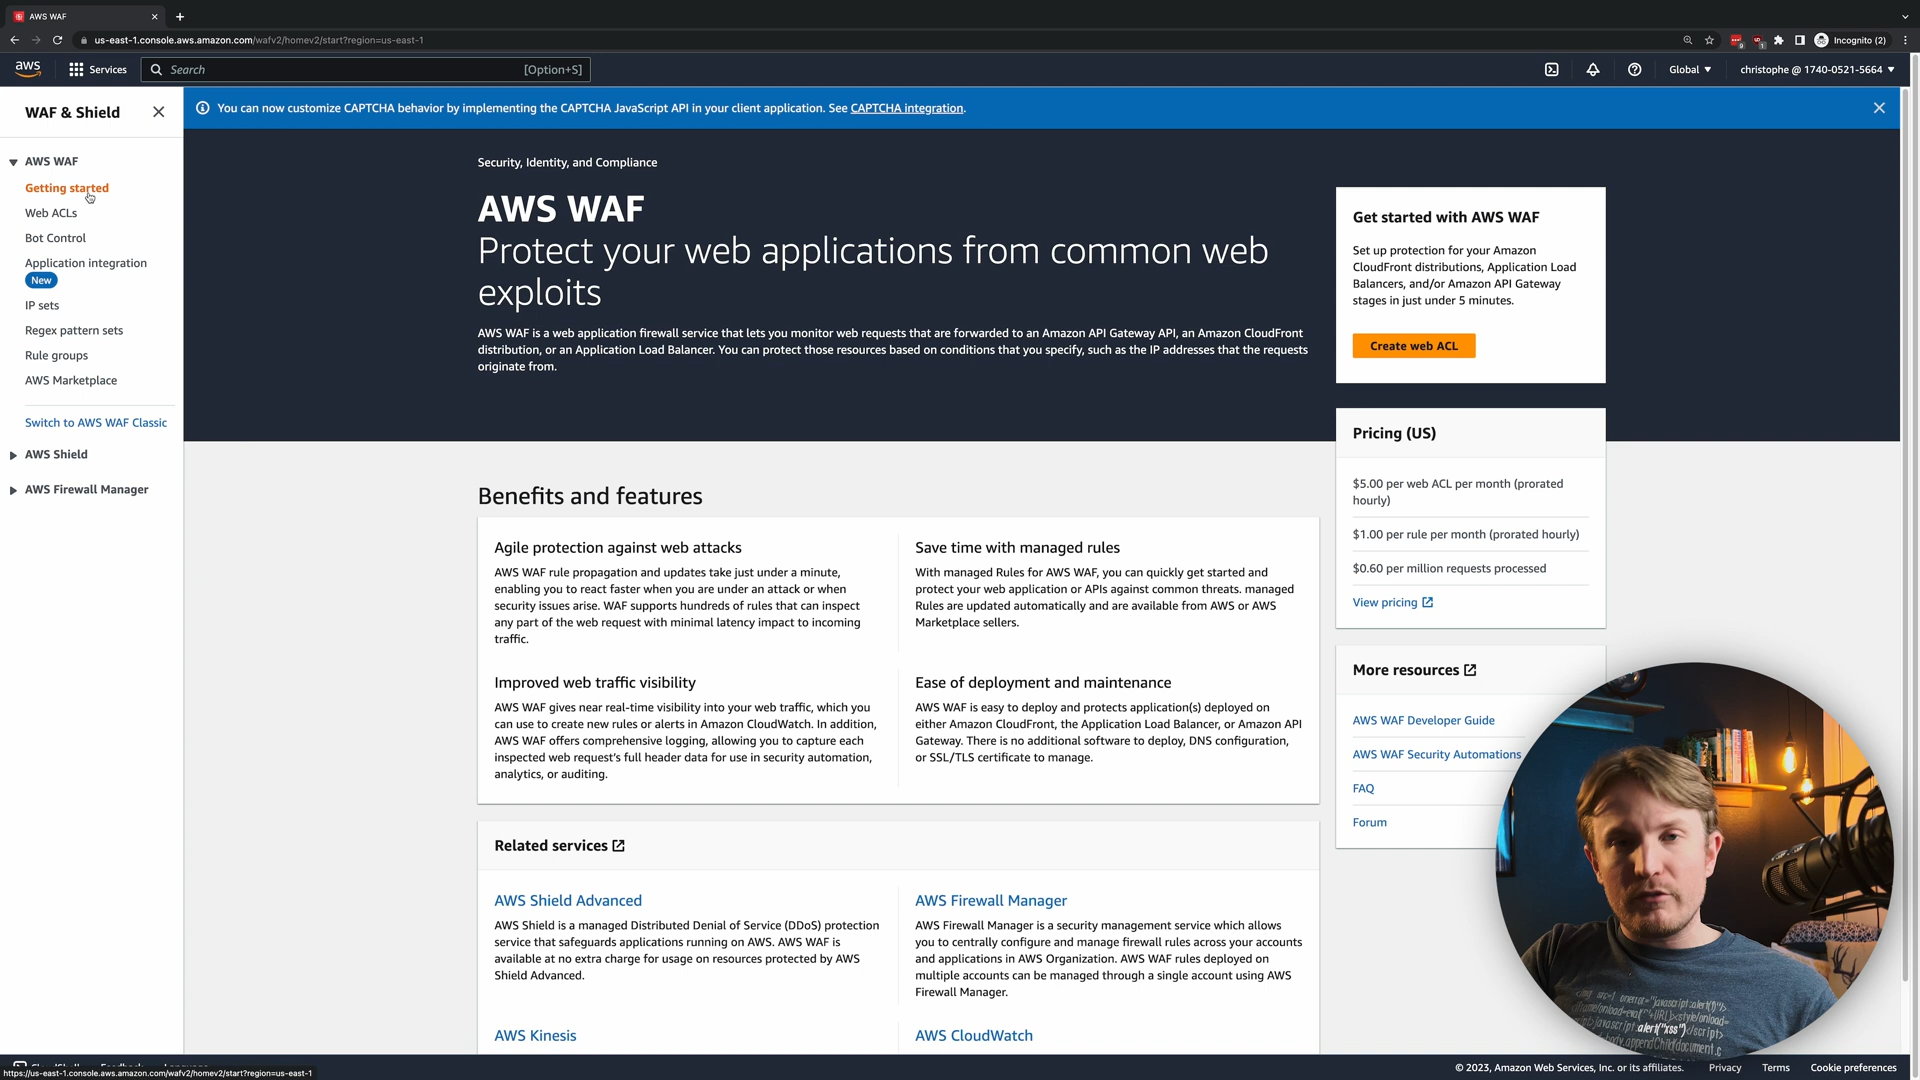 AWS WAF
us-east-1.console.aws.amazon.com/wafv2/homev2/start?region=us-east-1
Incognito (2)
aws
Services
Search
[Option+S]
Global
christophe @ 1740-0521-5664
WAF & Shield
You can now customize CAPTCHA behavior by implementing the CAPTCHA JavaScript API in your client application. See CAPTCHA integration.
AWS WAF
Getting started
Web ACLs
Bot Control
Application integration
New
IP sets
Regex pattern sets
Rule groups
AWS Marketplace
Switch to AWS WAF Classic
AWS Shield
AWS Firewall Manager
Security, Identity, and Compliance
AWS WAF
Protect your web applications from common web
exploits
AWS WAF is a web application firewall service that lets you monitor web requests that are forwarded to an Amazon API Gateway API, an Amazon CloudFront
distribution, or an Application Load Balancer. You can protect those resources based on conditions that you specify, such as the IP addresses that the requests
originate from.
Get started with AWS WAF
Set up protection for your Amazon
CloudFront distributions, Application Load
Balancers, and/or Amazon API Gateway
stages in just under 5 minutes.
Create web ACL
Pricing (US)
$5.00 per web ACL per month (prorated
hourly)
$1.00 per rule per month (prorated hourly)
$0.60 per million requests processed
View pricing
More resources
AWS WAF Developer Guide
AWS WAF Security Automations
FAQ
Forum
Benefits and features
Agile protection against web attacks
AWS WAF rule propagation and updates take just under a minute,
enabling you to react faster when you are under an attack or when
security issues arise. WAF supports hundreds of rules that can inspect
any part of the web request with minimal latency impact to incoming
traffic.
Save time with managed rules
With managed Rules for AWS WAF, you can quickly get started and
protect your web application or APIs against common threats. managed
Rules are updated automatically and are available from AWS or AWS
Marketplace sellers.
Improved web traffic visibility
AWS WAF gives near real-time visibility into your web traffic, which you
can use to create new rules or alerts in Amazon CloudWatch. In addition,
AWS WAF offers comprehensive logging, allowing you to capture each
inspected web request's full header data for use in security automation,
analytics, or auditing.
Ease of deployment and maintenance
AWS WAF is easy to deploy and protects application(s) deployed on
either Amazon CloudFront, the Application Load Balancer, or Amazon API
Gateway. There is no additional software to deploy, DNS configuration,
or SSL/TLS certificate to manage.
Related services
AWS Shield Advanced
AWS Shield is a managed Distributed Denial of Service (DDoS) protection
service that safeguards applications running on AWS. AWS WAF is
available at no extra charge for usage on resources protected by AWS
Shield Advanced.
AWS Firewall Manager
AWS Firewall Manager is a security management service which allows
you to centrally configure and manage firewall rules across your accounts
and applications in AWS Organization. AWS WAF rules deployed on
multiple accounts can be managed through a single account using AWS
Firewall Manager.
AWS Kinesis
AWS CloudWatch
alert("xss")
https://us-east-1.console.aws.amazon.com/wafv2/homev2/start?region=us-east-1
© 2023, Amazon Web Services, Inc. or its affiliates.
Privacy
Terms
Cookie preferences